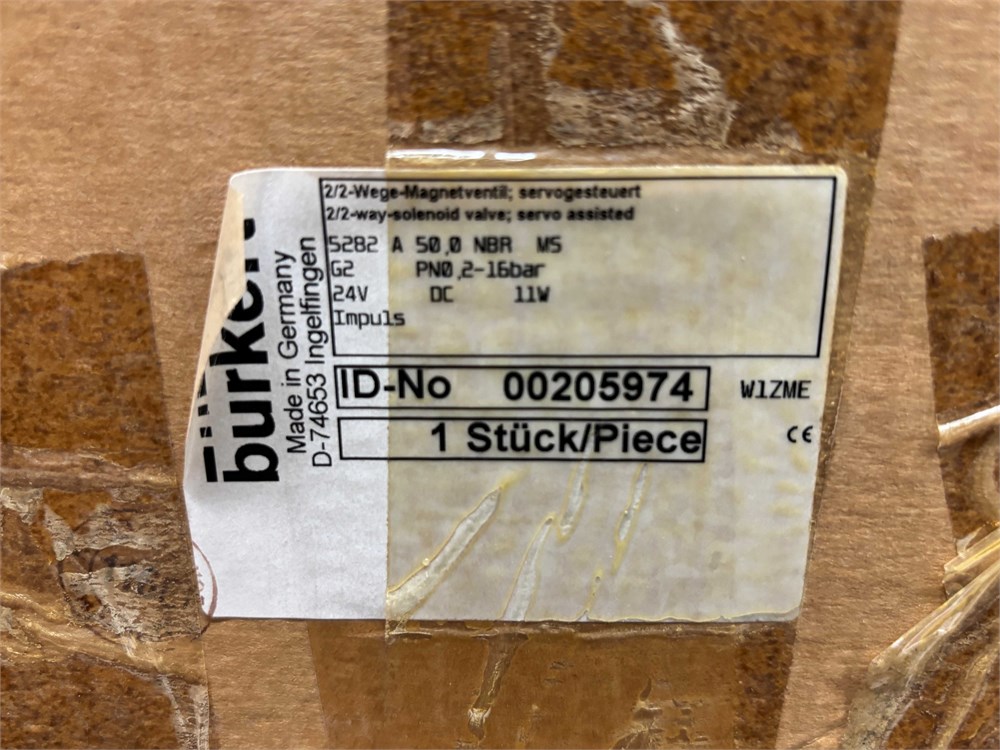 2/2-Wege-Magnetventil; servogesteuert
2/2-way-solenoid valve; servo assisted
5282 A 50,0 NBR MS
G2 PN0,2-16bar
24V DC 11W
Impuls
ID-No 00205974
W1ZME
1 Stück/Piece
CE
burkert
Made in Germany
D-74653 Ingelfingen